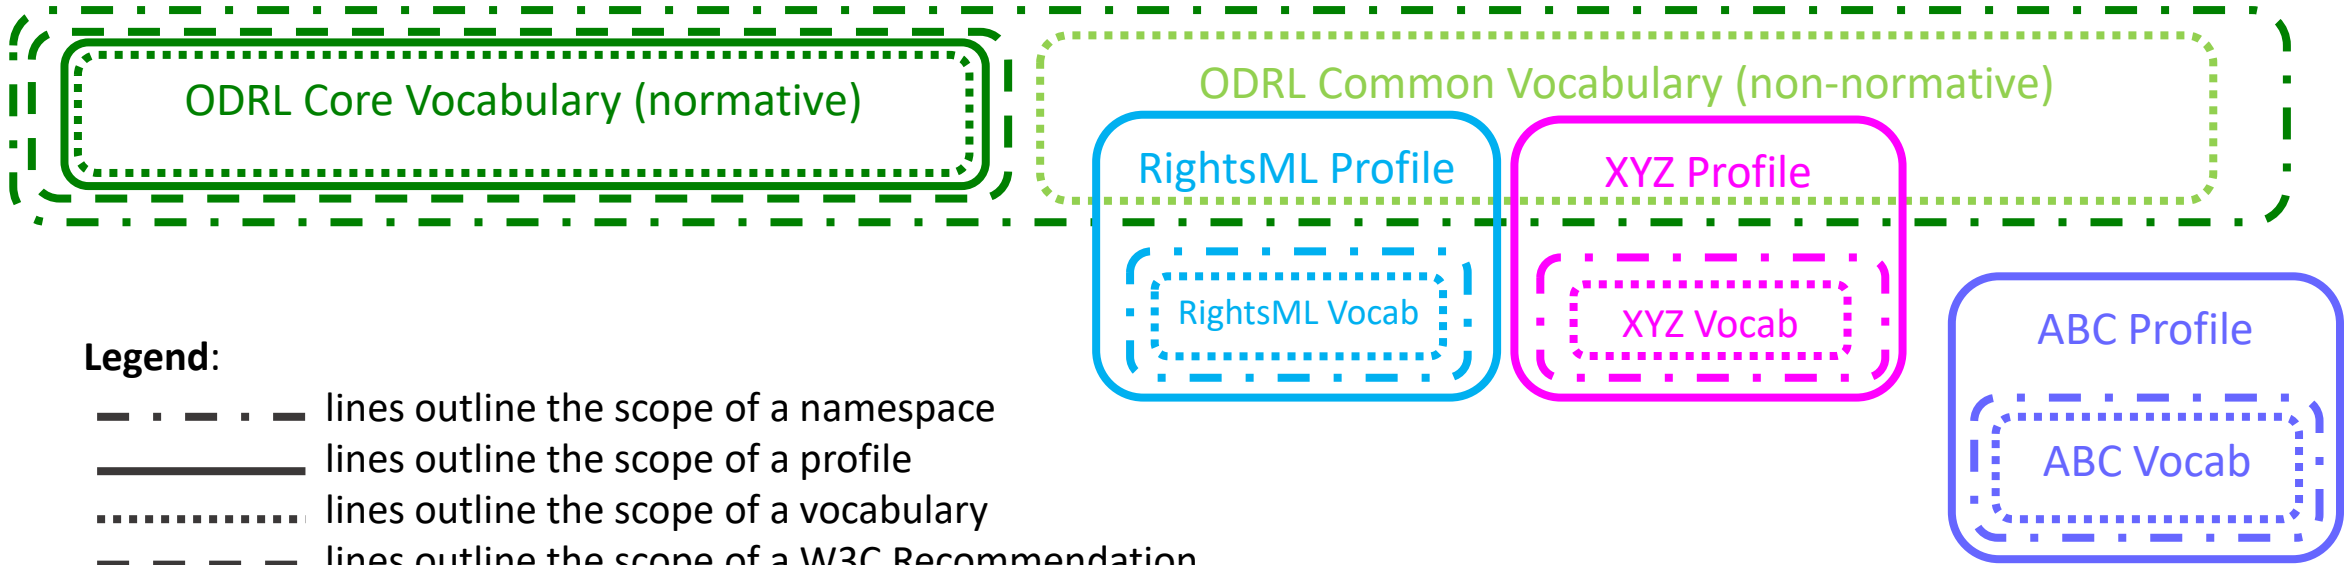 ODRL Core Vocabulary (normative)
ODRL Common Vocabulary (non-normative)
RightsML Profile
XYZ Profile
RightsML Vocab
XYZ Vocab
ABC Profile
ABC Vocab
Legend:
lines outline the scope of a namespace
lines outline the scope of a profile
lines outline the scope of a vocabulary
lines outline the scope of a W3C Recommendation